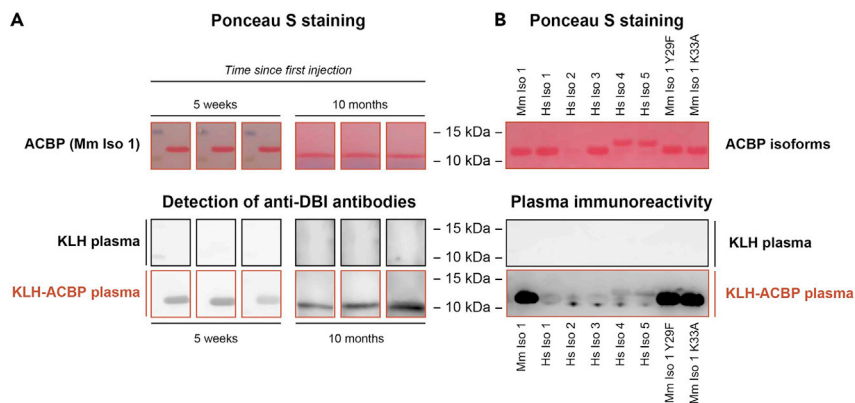 A
Ponceau S staining
Time since first injection
5 weeks
10 months
ACBP (Mm Iso 1)
– 15 kDa –
– 10 kDa –
Detection of anti-DBI antibodies
KLH plasma
– 15 kDa –
– 10 kDa –
KLH-ACBP plasma
– 15 kDa –
– 10 kDa –
5 weeks
10 months
B
Ponceau S staining
Mm Iso 1
Hs Iso 1
Hs Iso 2
Hs Iso 3
Hs Iso 4
Hs Iso 5
Mm Iso 1 Y29F
Mm Iso 1 K33A
ACBP isoforms
Plasma immunoreactivity
KLH plasma
KLH-ACBP plasma
Mm Iso 1
Hs Iso 1
Hs Iso 2
Hs Iso 3
Hs Iso 4
Hs Iso 5
Mm Iso 1 Y29F
Mm Iso 1 K33A